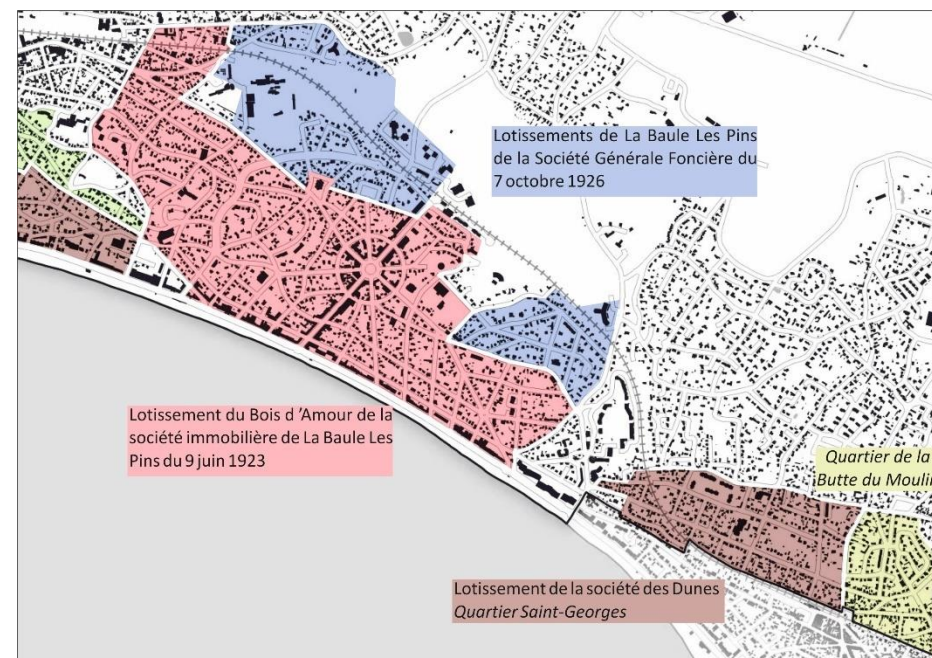 Lotissements de La Baule Les Pins
de la Société Générale Foncière du
7 octobre 1926
Lotissement du Bois d ’Amour de la
société immobilière de La Baule Les
Pins du 9 juin 1923
Quartier de la
Butte du Moulin
Lotissement de la société des Dunes
Quartier Saint-Georges